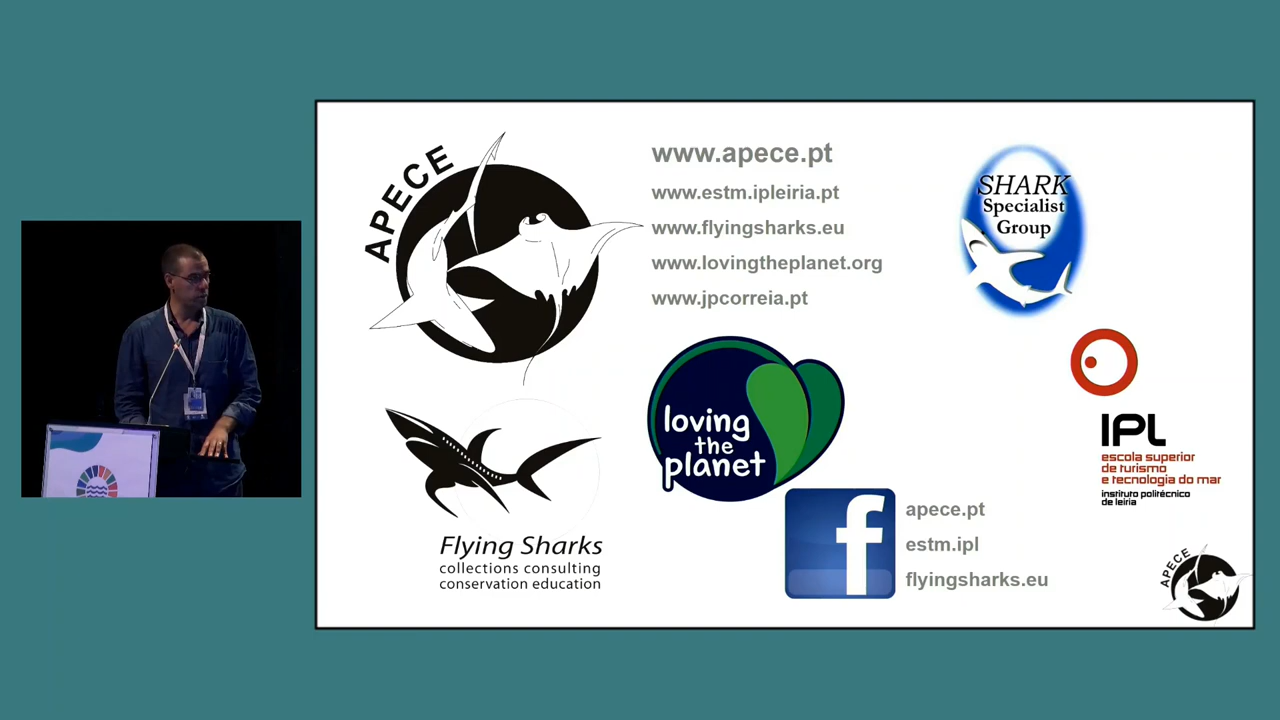 APECE
www.apece.pt
www.estm.ipleiria.pt
www.flyingsharks.eu
www.lovingtheplanet.org
www.jpcorreia.pt
SHARK
Specialist
Group
loving
the
planet
IPL
escola superior
de turismo
e tecnologia do mar
instituto politécnico
de leiria
Flying Sharks
collections consulting
conservation education
f
apece.pt
estm.ipl
flyingsharks.eu
APECE